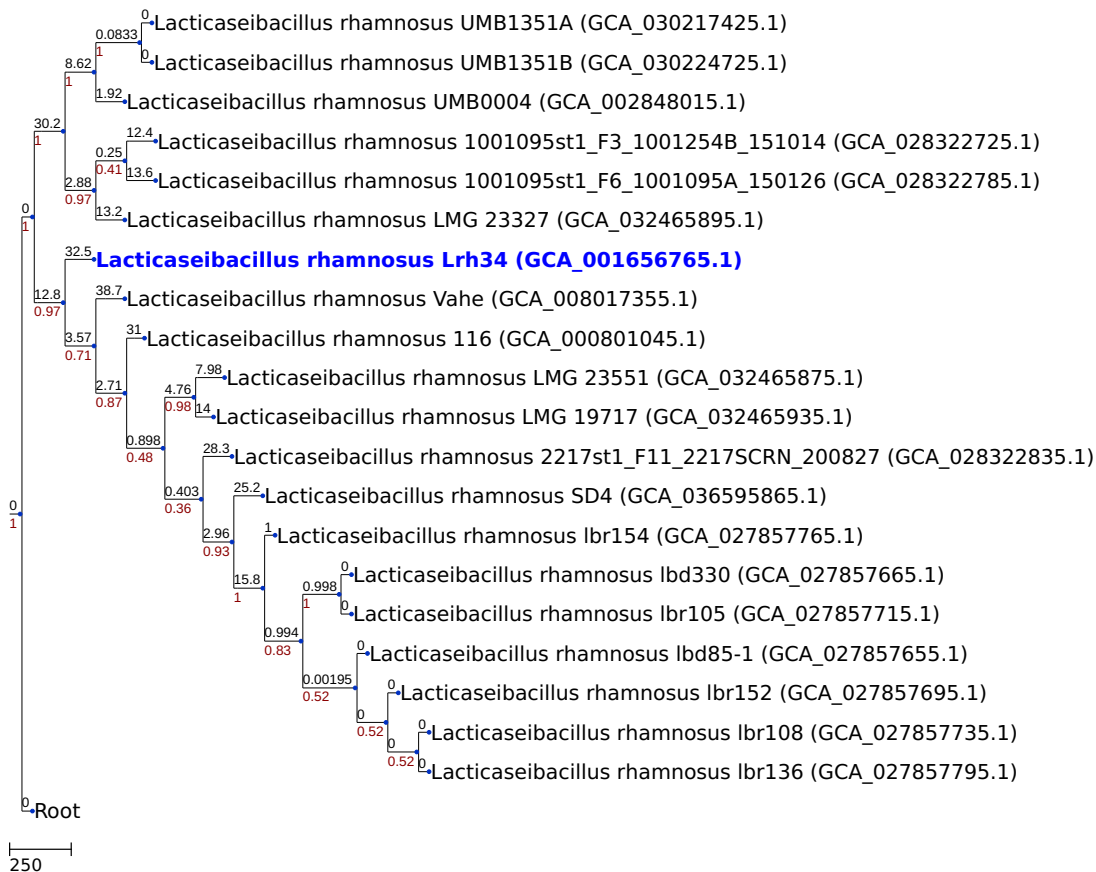 0
Lacticaseibacillus rhamnosus UMB1351A (GCA_030217425.1)
0.0833
1
0
Lacticaseibacillus rhamnosus UMB1351B (GCA_030224725.1)
8.62
1
1.92
Lacticaseibacillus rhamnosus UMB0004 (GCA_002848015.1)
30.2
1
12.4
Lacticaseibacillus rhamnosus 1001095st1_F3_1001254B_151014 (GCA_028322725.1)
0.25
0.41
13.6
Lacticaseibacillus rhamnosus 1001095st1_F6_1001095A_150126 (GCA_028322785.1)
2.88
0.97
13.2
Lacticaseibacillus rhamnosus LMG 23327 (GCA_032465895.1)
0
1
32.5
Lacticaseibacillus rhamnosus Lrh34 (GCA_001656765.1)
12.8
0.97
38.7
Lacticaseibacillus rhamnosus Vahe (GCA_008017355.1)
3.57
0.71
31
Lacticaseibacillus rhamnosus 116 (GCA_000801045.1)
2.71
0.87
7.98
Lacticaseibacillus rhamnosus LMG 23551 (GCA_032465875.1)
4.76
0.98
14
Lacticaseibacillus rhamnosus LMG 19717 (GCA_032465935.1)
0.898
0.48
28.3
Lacticaseibacillus rhamnosus 2217st1_F11_2217SCRN_200827 (GCA_028322835.1)
0.403
0.36
25.2
Lacticaseibacillus rhamnosus SD4 (GCA_036595865.1)
0
1
2.96
0.93
1
Lacticaseibacillus rhamnosus lbr154 (GCA_027857765.1)
15.8
1
0
Lacticaseibacillus rhamnosus lbd330 (GCA_027857665.1)
0.998
1
0
Lacticaseibacillus rhamnosus lbr105 (GCA_027857715.1)
0.994
0.83
0
Lacticaseibacillus rhamnosus lbd85-1 (GCA_027857655.1)
0.00195
0.52
0
Lacticaseibacillus rhamnosus lbr152 (GCA_027857695.1)
0
0.52
0
Lacticaseibacillus rhamnosus lbr108 (GCA_027857735.1)
0
0.52
0
Lacticaseibacillus rhamnosus lbr136 (GCA_027857795.1)
0
Root
250